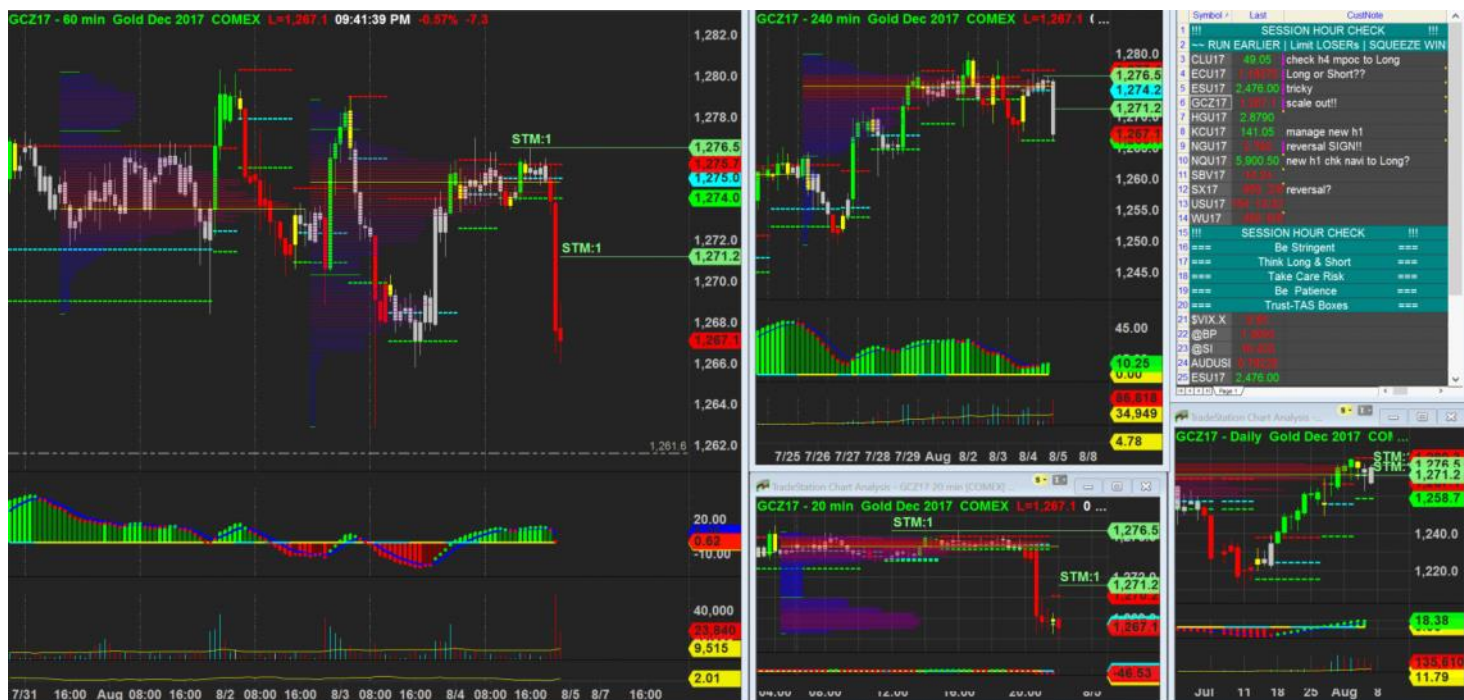 GCZ17 - 60 min Gold Dec 2017 COMEX L=1,267.1 09:41:39 PM -0.57% -7.3
1,282.0
1,280.0
1,278.0
STM:1
1,276.5
1,275.7
1,275.0
1,274.0
1,272.0
STM:1
1,271.2
1,270.0
1,268.0
1,267.1
1,266.0
1,264.0
1,261.6
1,262.0
20.00
0.62
-10.00
40,000
23,840
9,515
2.01
7/31 16:00 Aug 08:00 16:00 8/2 08:00 16:00 8/3 08:00 16:00 8/4 08:00 16:00 8/5 8/7 16:00
GCZ17 - 240 min Gold Dec 2017 COMEX L=1,267.1 0 ...
1,280.0
1,276.5
1,274.2
1,271.2
1,267.1
1,260.0
1,255.0
1,250.0
1,245.0
45.00
10.25
0.00
34,949
4.78
7/25 7/26 7/27 7/28 7/29 Aug 8/2 8/3 8/4 8/5 8/8
TradeStation Chart Analysis - GCZ17 20 min [COMEX] ...
GCZ17 - 20 min Gold Dec 2017 COMEX L=1,267.1 0 ...
STM:1
1,276.5
STM:1
1,271.2
1,267.1
-46.53
04:00 08:00 12:00 16:00 20:00
Symbol Last CustNote
1 !!! SESSION HOUR CHECK !!!
2 ~~ RUN EARLIER | Limit LOSERs | SQUEEZE WIN
3 CLU17 49.05 check h4 mpoc to Long
4 ECU17 Long or Short??
5 ESU17 2,476.00 tricky
6 GCZ17 1,267.1 scale out!!
7 HGU17 2.8790
8 KCU17 141.05 manage new h1
9 NGU17 reversal SIGN!!
10 NQU17 5,900.50 new h1 chk navi to Long?
11 SBV17
12 SX17 reversal?
13 USU17
14 WU17
15 !!! SESSION HOUR CHECK !!!
16 === Be Stringent ===
17 === Think Long & Short ===
18 === Take Care Risk ===
19 === Be Patience ===
20 === Trust-TAS Boxes ===
21 $VIX.X
22 @BP
23 @SI
24 AUDUSI
25 ESU17 2,476.00
Page 1
TradeStation Chart Analysis -...
GCZ17 - Daily Gold Dec 2017 COM ...
STM:
STM:
1,276.5
1,271.2
1,258.7
1,240.0
1,220.0
18.38
135,610
11.79
Jul 11 18 25 Aug 8